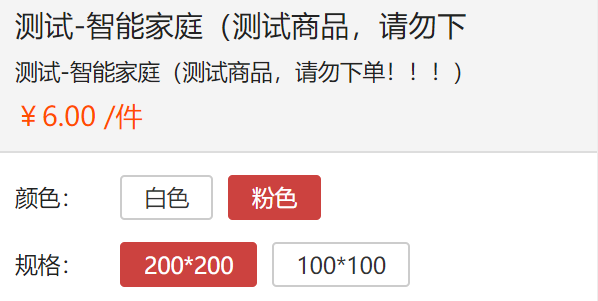 测试-智能家庭（测试商品，请勿下
测试-智能家庭（测试商品，请勿下单！！！）
￥6.00 /件
颜色： 白色 粉色
规格： 200*200 100*100